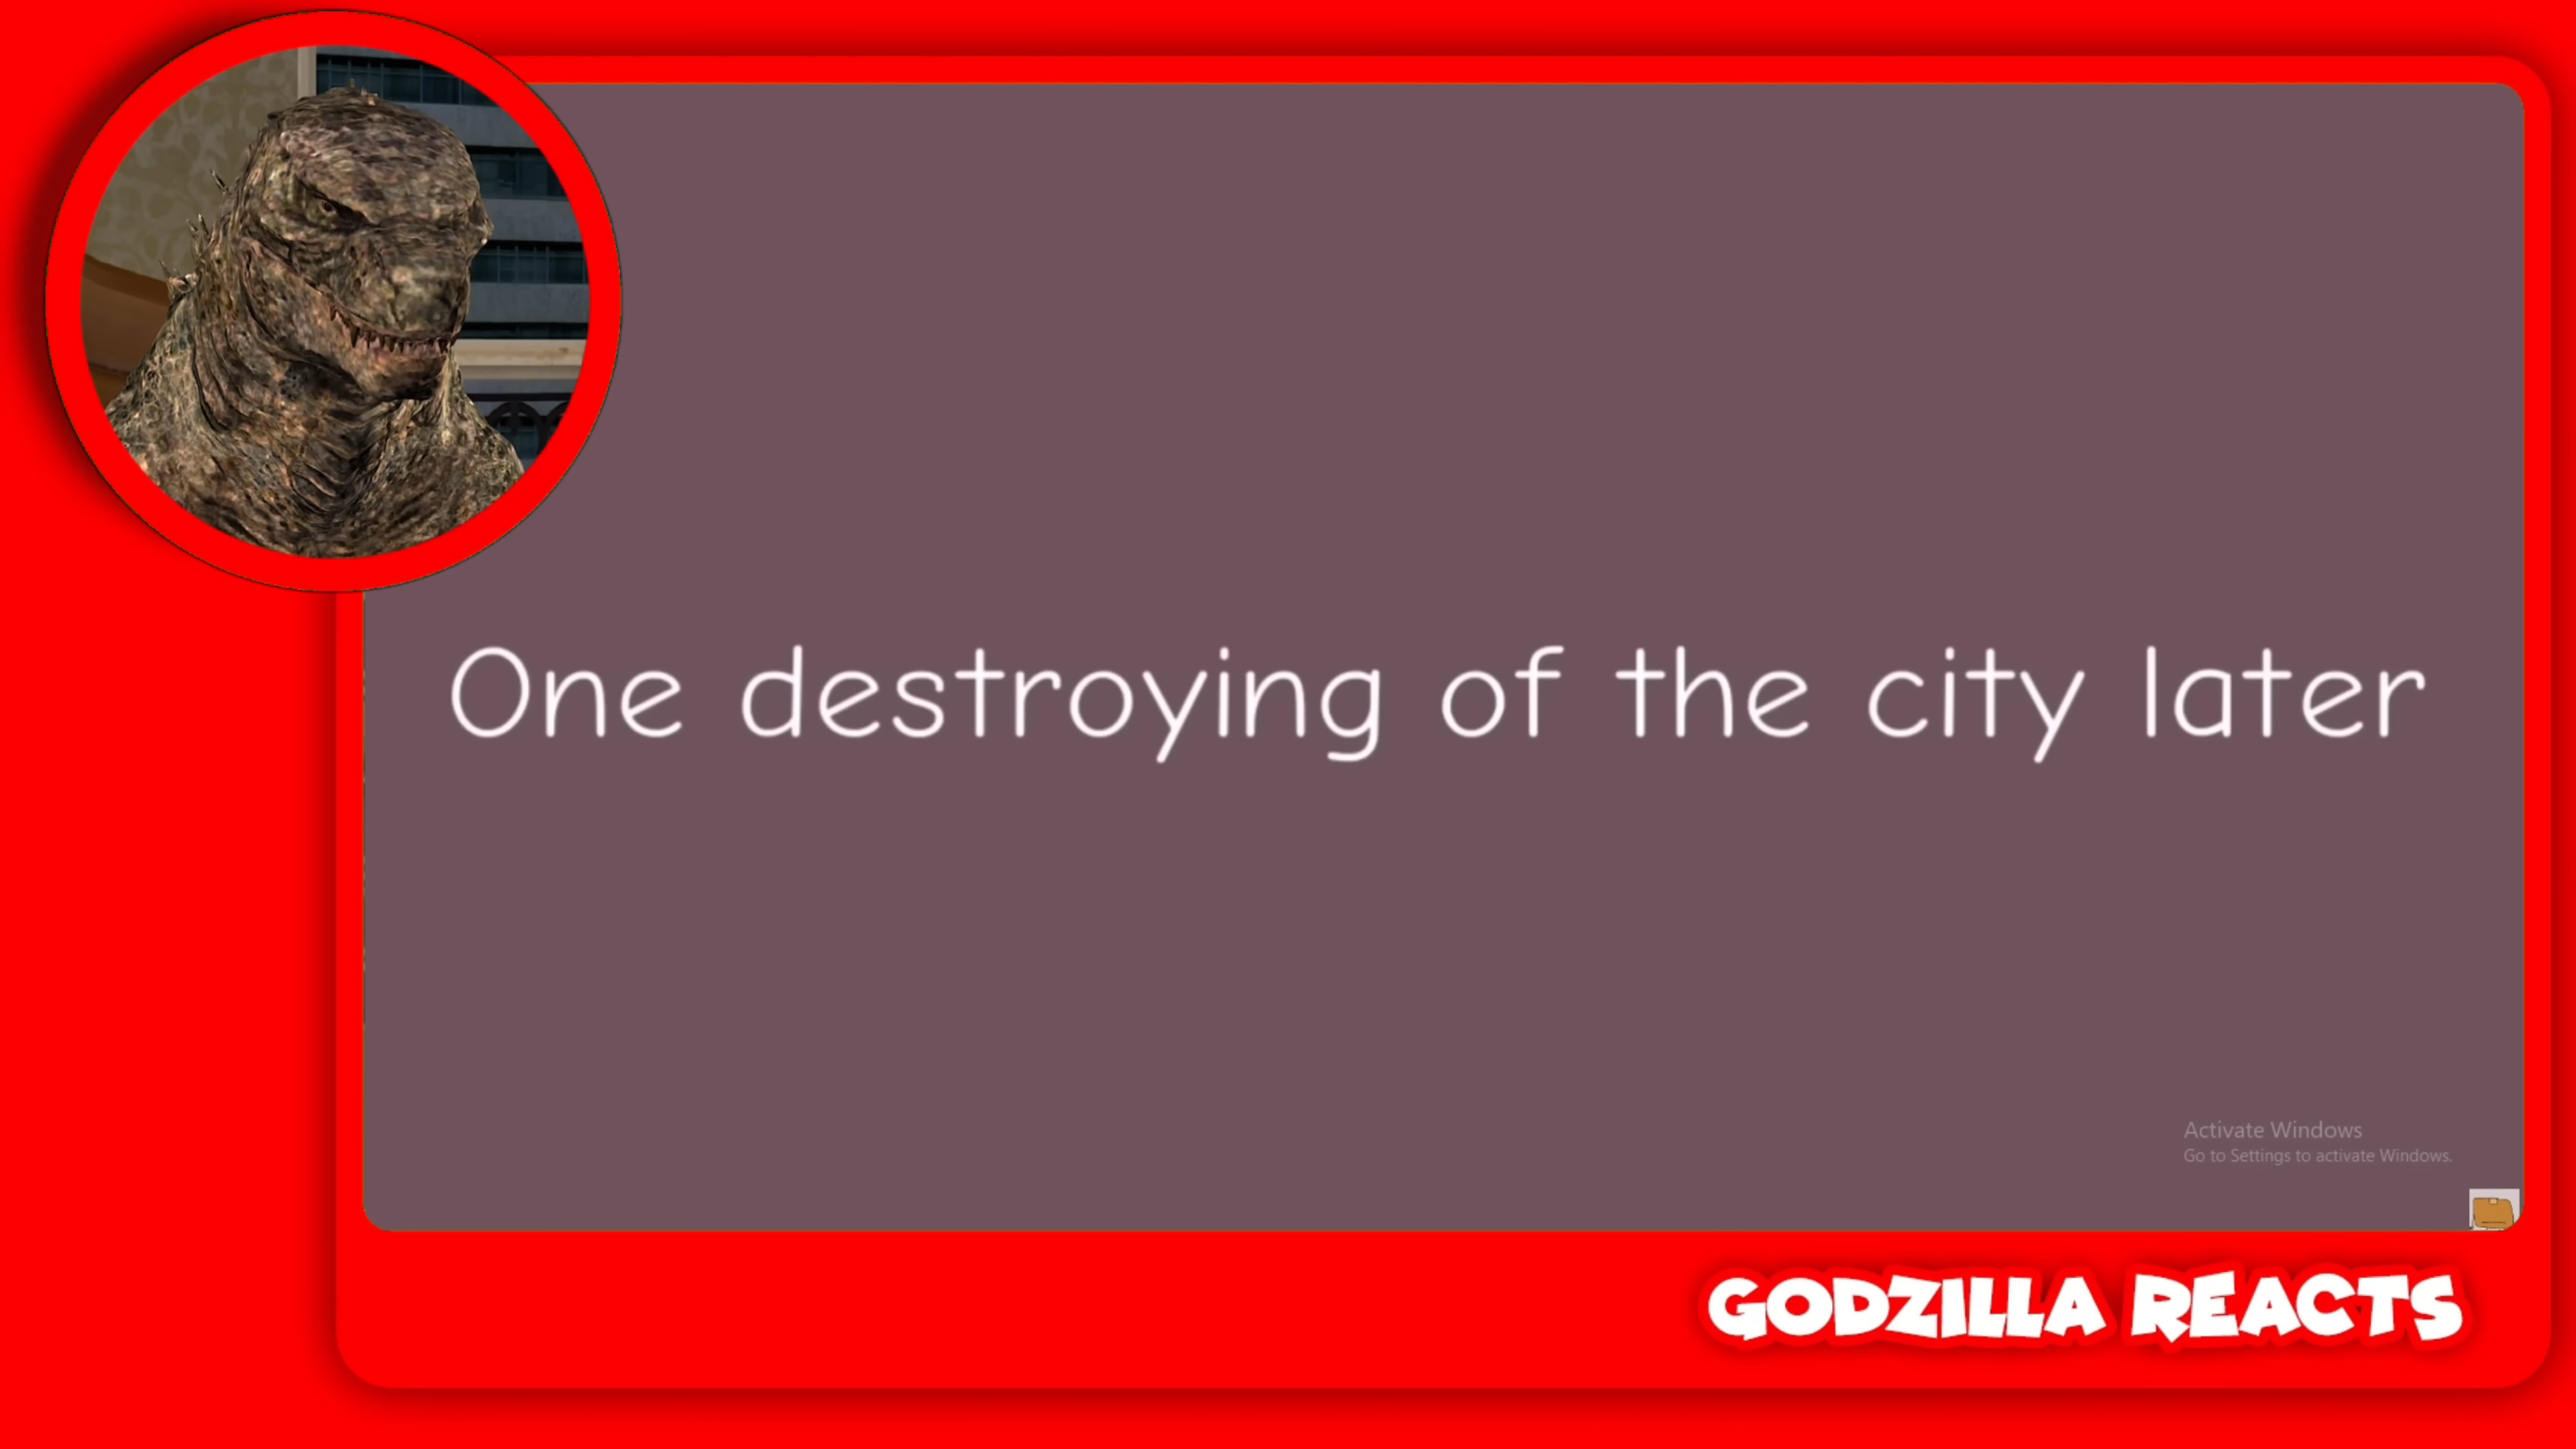 One destroying of the city later
Activate Windows
Go to Settings to activate Windows.
GODZILLA REACTS